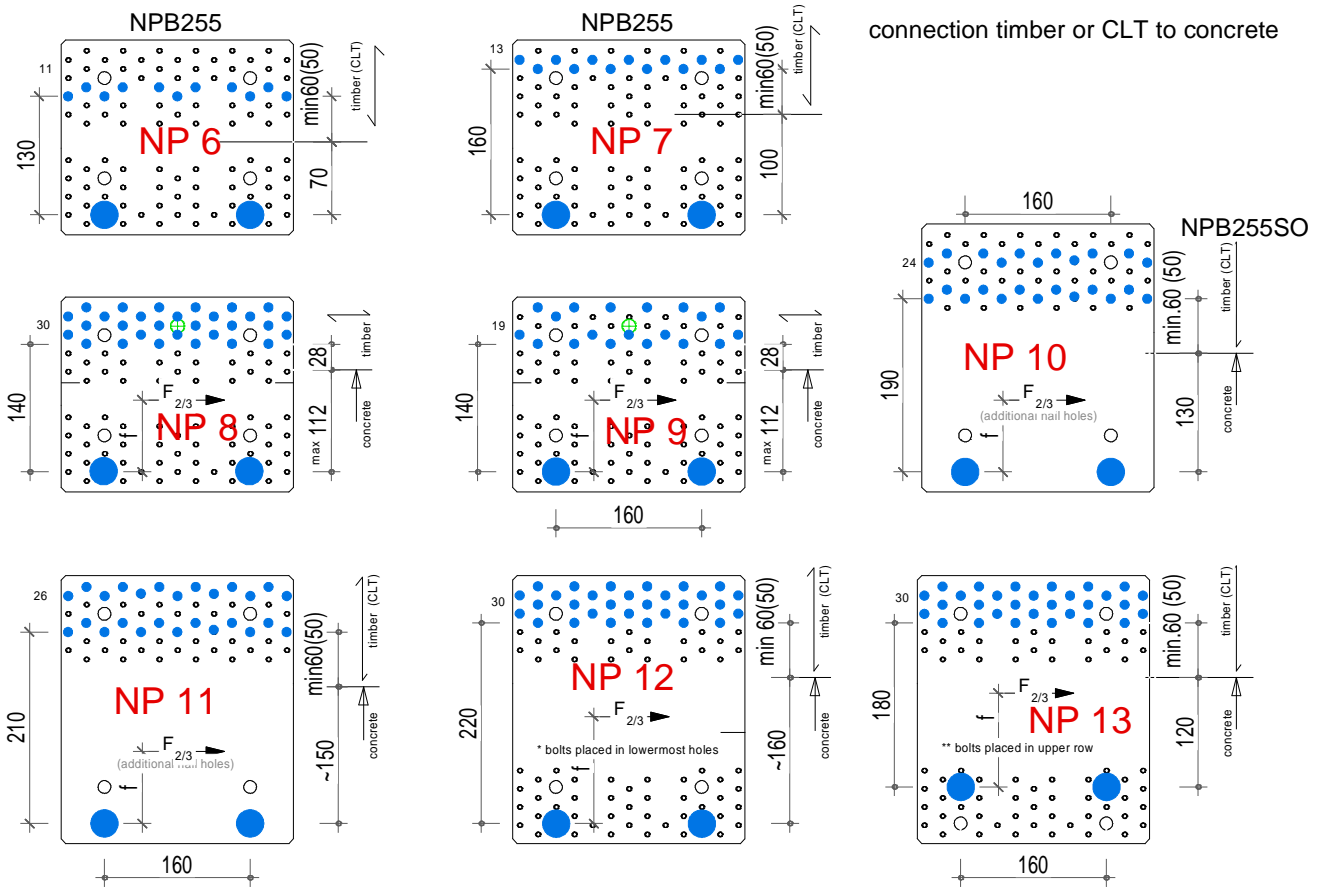 NPB255
NPB255
connection timber or CLT to concrete
11
130
NP 6
min60(50)
timber (CLT)
70
13
160
NP 7
min60(50)
timber (CLT)
100
160
NPB255SO
24
190
NP 10
F 2/3
(additional nail holes)
f
min.60 (50)
timber (CLT)
130
concrete
30
140
F 2/3
NP 8
f
28
timber
max 112
concrete
19
140
F 2/3
NP 9
f
28
timber
max 112
concrete
160
26
210
NP 11
F 2/3
(additional nail holes)
f
min60(50)
timber (CLT)
~150
concrete
160
30
220
NP 12
F 2/3
* bolts placed in lowermost holes
f
min 60(50)
timber (CLT)
~160
concrete
30
180
F 2/3
f
NP 13
** bolts placed in upper row
min.60 (50)
timber (CLT)
120
concrete
160